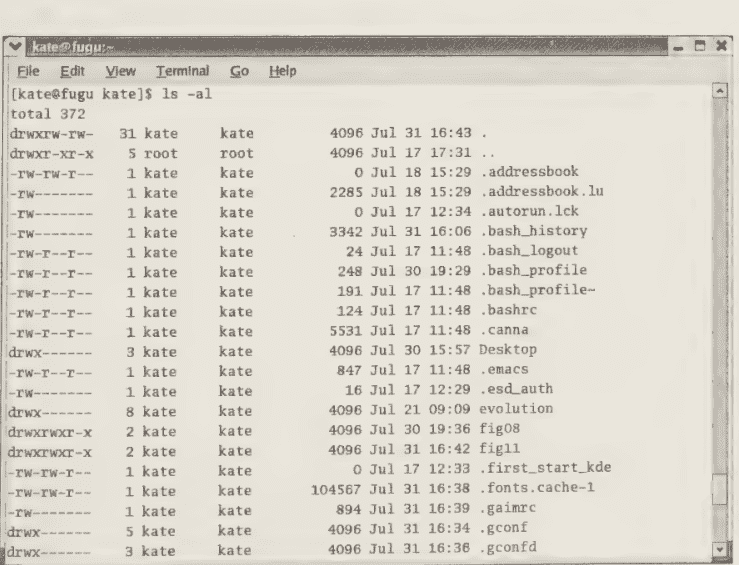 kate@fugu:~
File Edit View Terminal Go Help
[kate@fugu kate]$ ls -al
total 372
drwxrw-rw- 31 kate kate 4096 Jul 31 16:43 .
drwxr-xr-x 5 root root 4096 Jul 17 17:31 ..
-rw-rw-r-- 1 kate kate 0 Jul 18 15:29 .addressbook
-rw------- 1 kate kate 2285 Jul 18 15:29 .addressbook.lu
-rw------- 1 kate kate 0 Jul 17 12:34 .autorun.lck
-rw------- 1 kate kate 3342 Jul 31 16:06 .bash_history
-rw-r--r-- 1 kate kate 24 Jul 17 11:48 .bash_logout
-rw-r--r-- 1 kate kate 248 Jul 30 19:29 .bash_profile
-rw-r--r-- 1 kate kate 191 Jul 17 11:48 .bash_profile~
-rw-r--r-- 1 kate kate 124 Jul 17 11:48 .bashrc
-rw-r--r-- 1 kate kate 5531 Jul 17 11:48 .canna
drwx------ 3 kate kate 4096 Jul 30 15:57 Desktop
-rw-r--r-- 1 kate kate 847 Jul 17 11:48 .emacs
-rw------- 1 kate kate 16 Jul 17 12:29 .esd_auth
drwx------ 8 kate kate 4096 Jul 21 09:09 evolution
drwxrwxr-x 2 kate kate 4096 Jul 30 19:36 fig08
drwxrwxr-x 2 kate kate 4096 Jul 31 16:42 fig11
-rw-rw-r-- 1 kate kate 0 Jul 17 12:33 .first_start_kde
-rw-rw-r-- 1 kate kate 104567 Jul 31 16:38 .fonts.cache-1
-rw------- 1 kate kate 894 Jul 31 16:39 .gaimrc
drwx------ 5 kate kate 4096 Jul 31 16:34 .gconf
drwx------ 3 kate kate 4096 Jul 31 16:36 .gconfd